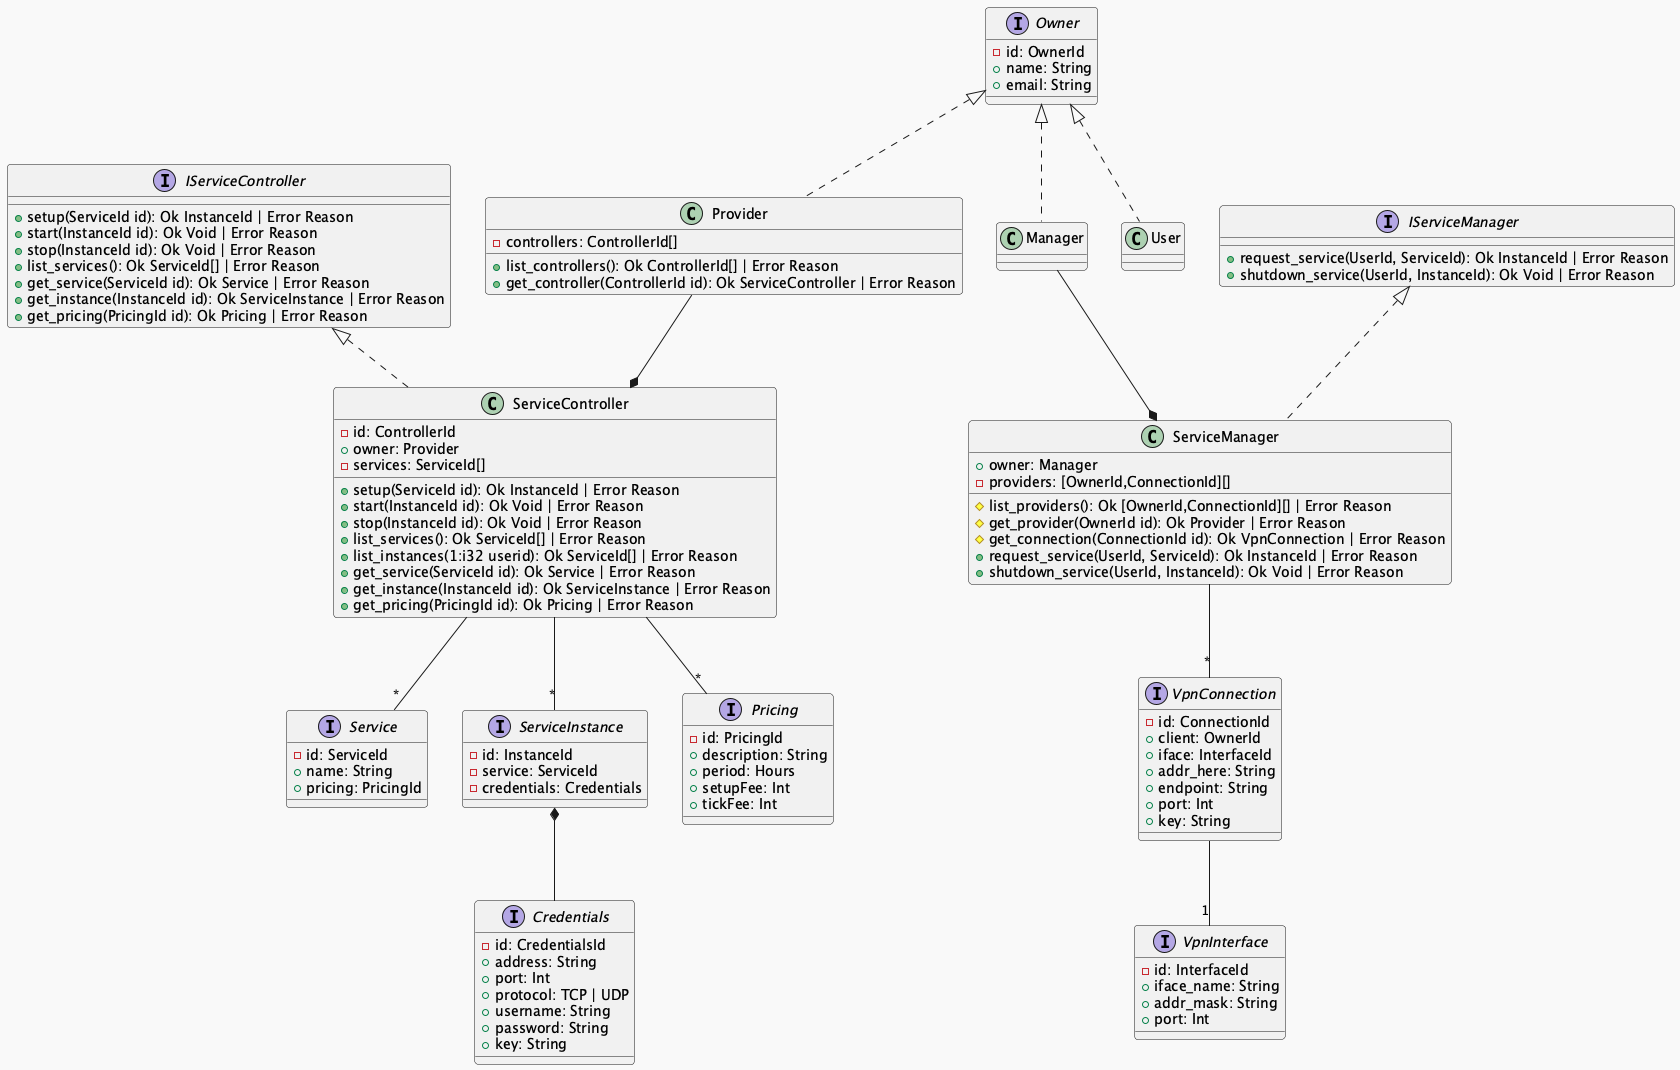 Owner
id: OwnerId
name: String
email: String
IServiceController
setup(ServiceId id): Ok InstanceId | Error Reason
start(InstanceId id): Ok Void | Error Reason
stop(InstanceId id): Ok Void | Error Reason
list_services(): Ok ServiceId[] | Error Reason
get_service(ServiceId id): Ok Service | Error Reason
get_instance(InstanceId id): Ok ServiceInstance | Error Reason
get_pricing(PricingId id): Ok Pricing | Error Reason
Provider
controllers: ControllerId[]
list_controllers(): Ok ControllerId[] | Error Reason
get_controller(ControllerId id): Ok ServiceController | Error Reason
Manager
User
IServiceManager
request_service(UserId, ServiceId): Ok InstanceId | Error Reason
shutdown_service(UserId, InstanceId): Ok Void | Error Reason
ServiceController
id: ControllerId
owner: Provider
services: ServiceId[]
setup(ServiceId id): Ok InstanceId | Error Reason
start(InstanceId id): Ok Void | Error Reason
stop(InstanceId id): Ok Void | Error Reason
list_services(): Ok ServiceId[] | Error Reason
list_instances(1:i32 userid): Ok ServiceId[] | Error Reason
get_service(ServiceId id): Ok Service | Error Reason
get_instance(InstanceId id): Ok ServiceInstance | Error Reason
get_pricing(PricingId id): Ok Pricing | Error Reason
ServiceManager
owner: Manager
providers: [OwnerId,ConnectionId][]
list_providers(): Ok [OwnerId,ConnectionId][] | Error Reason
get_provider(OwnerId id): Ok Provider | Error Reason
get_connection(ConnectionId id): Ok VpnConnection | Error Reason
request_service(UserId, ServiceId): Ok InstanceId | Error Reason
shutdown_service(UserId, InstanceId): Ok Void | Error Reason
*
*
*
*
Service
id: ServiceId
name: String
pricing: PricingId
ServiceInstance
id: InstanceId
service: ServiceId
credentials: Credentials
Pricing
id: PricingId
description: String
period: Hours
setupFee: Int
tickFee: Int
VpnConnection
id: ConnectionId
client: OwnerId
iface: InterfaceId
addr_here: String
endpoint: String
port: Int
key: String
1
Credentials
id: CredentialsId
address: String
port: Int
protocol: TCP | UDP
username: String
password: String
key: String
VpnInterface
id: InterfaceId
iface_name: String
addr_mask: String
port: Int